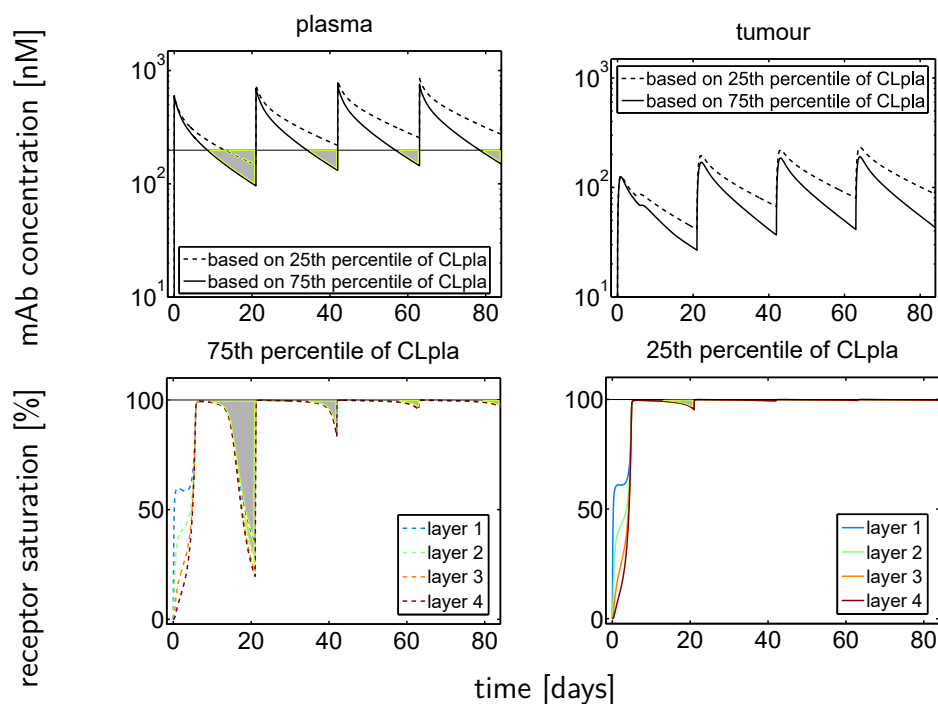 plasma
tumour
mAb concentration [nM]
10³
10²
10¹
based on 25th percentile of CLpla
based on 75th percentile of CLpla
0 20 40 60 80
10³
10²
10¹
based on 25th percentile of CLpla
based on 75th percentile of CLpla
0 20 40 60 80
75th percentile of CLpla
25th percentile of CLpla
receptor saturation [%]
100
50
0
layer 1
layer 2
layer 3
layer 4
0 20 40 60 80
100
50
0
layer 1
layer 2
layer 3
layer 4
0 20 40 60 80
time [days]